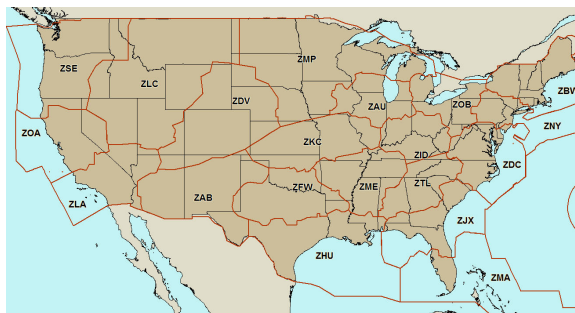 ZSE
ZMP
ZLC
ZBW
ZDV
ZAU
ZOB
ZOA
ZNY
ZKC
ZID
ZDC
ZLA
ZAB
ZFW
ZME
ZTL
ZJX
ZHU
ZMA